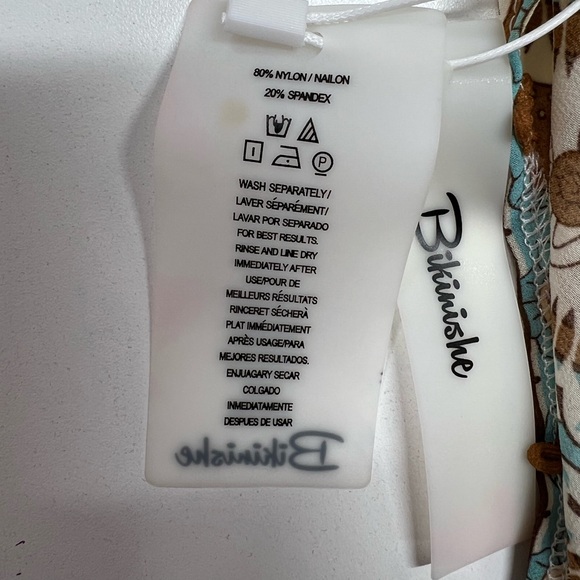 80% NYLON / NAILON
20% SPANDEX
P
WASH SEPARATELY/
LAVER SÉPARÉMENT/
LAVAR POR SEPARADO
FOR BEST RESULTS.
RINSE AND LINE DRY
IMMEDIATELY AFTER
USE/POUR DE
MEILLEURS RÉSULTATS
RINCERET SÉCHERÀ
PLAT IMMÉDIATEMENT
APRÈS USAGE/PARA
MEJORES RESULTADOS.
ENJUAGARY SECAR
COLGADO
INMEDIATAMENTE
DESPUES DE USAR
Bikinishe
Bikinishe